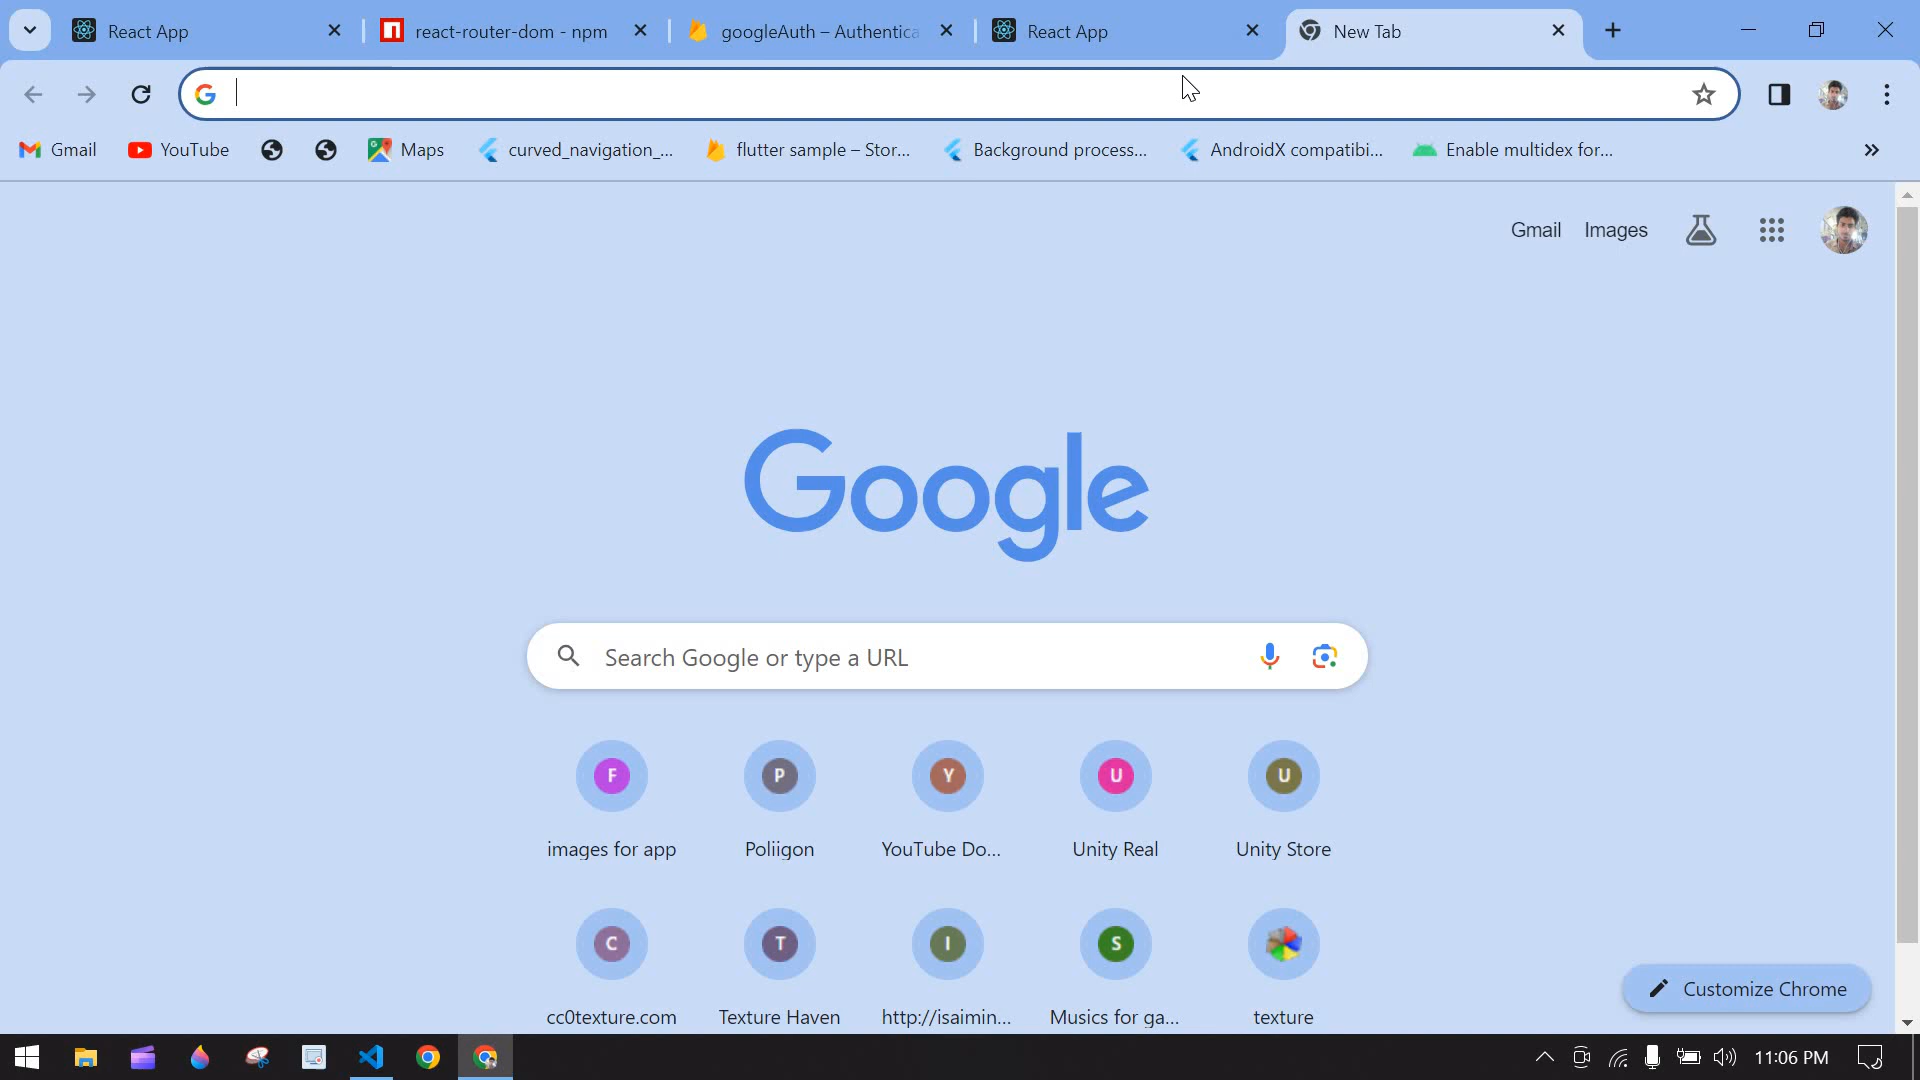 React App
react-router-dom - npm
googleAuth – Authentica
React App
New Tab
Gmail
YouTube
Maps
curved_navigation_...
flutter sample – Stor...
Background process...
AndroidX compatibi...
Enable multidex for...
Gmail
Images
Google
Search Google or type a URL
F
P
Y
U
U
images for app
Poliigon
YouTube Do...
Unity Real
Unity Store
C
T
I
S
cc0texture.com
Texture Haven
http://isaimin...
Musics for ga...
texture
Customize Chrome
11:06 PM